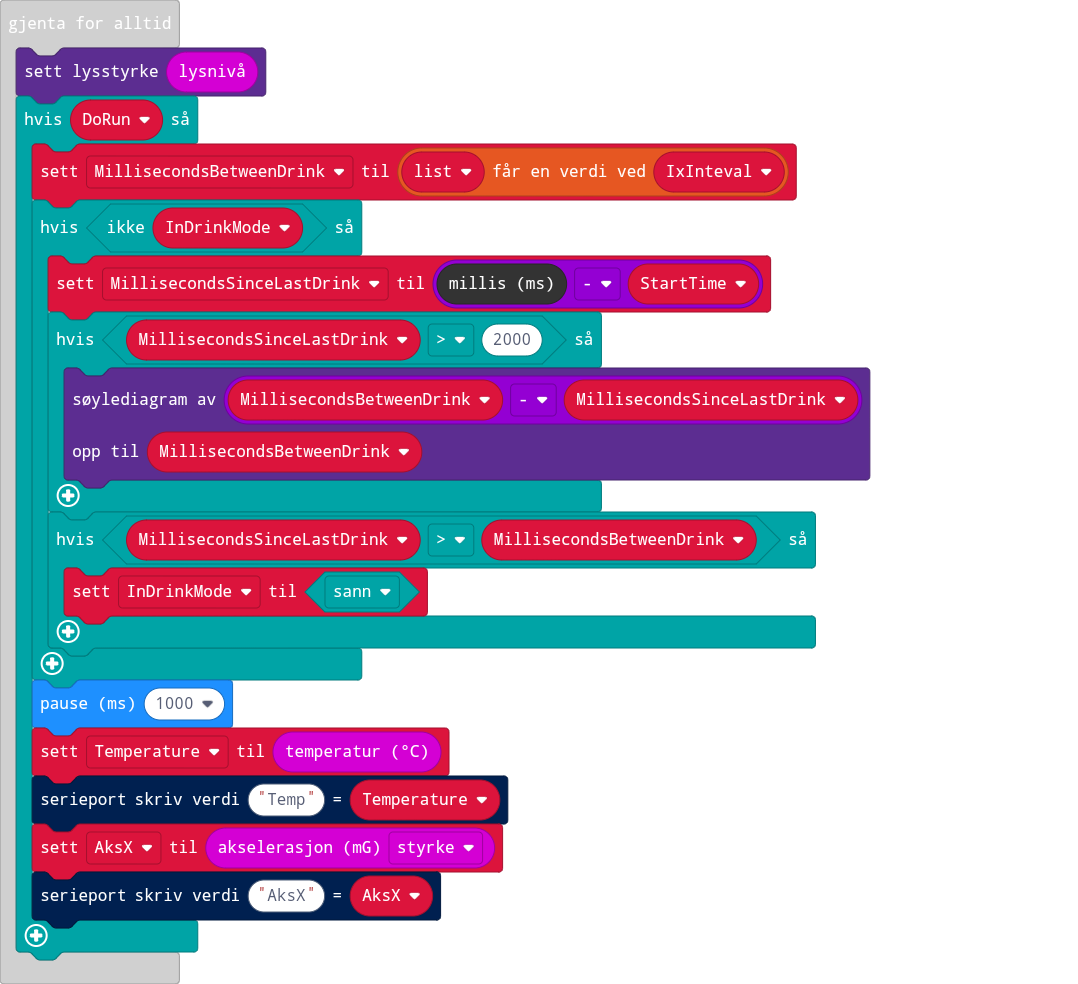 gjenta for alltid
sett lysstyrke lysnivå
hvis DoRun så
sett MillisecondsBetweenDrink til list får en verdi ved IxInteval
hvis ikke InDrinkMode så
sett MillisecondsSinceLastDrink til millis (ms) - StartTime
hvis MillisecondsSinceLastDrink > 2000 så
søylediagram av MillisecondsBetweenDrink - MillisecondsSinceLastDrink
opp til MillisecondsBetweenDrink
hvis MillisecondsSinceLastDrink > MillisecondsBetweenDrink så
sett InDrinkMode til sann
pause (ms) 1000
sett Temperature til temperatur (°C)
serieport skriv verdi "Temp" = Temperature
sett AksX til akselerasjon (mG) styrke
serieport skriv verdi "AksX" = AksX